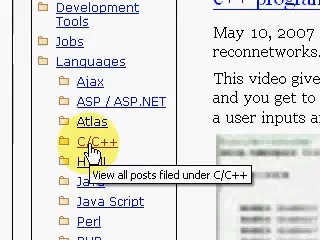 Development
Tools
Jobs
Languages
Ajax
ASP / ASP.NET
Atlas
C/C++
View all posts filed under C/C++
Java Script
Perl
May 10, 2007
reconnetworks.
This video give
and you get to
a user inputs a